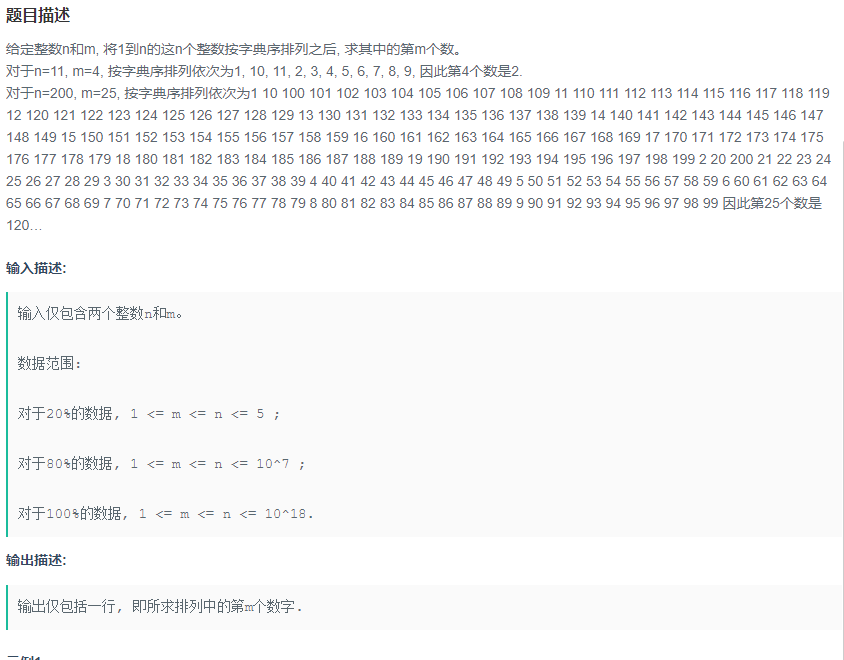 题目描述
给定整数n和m, 将1到n的这n个整数按字典序排列之后, 求其中的第m个数。
对于n=11, m=4, 按字典序排列依次为1, 10, 11, 2, 3, 4, 5, 6, 7, 8, 9, 因此第4个数是2.
对于n=200, m=25, 按字典序排列依次为1 10 100 101 102 103 104 105 106 107 108 109 11 110 111 112 113 114 115 116 117 118 119
12 120 121 122 123 124 125 126 127 128 129 13 130 131 132 133 134 135 136 137 138 139 14 140 141 142 143 144 145 146 147
148 149 15 150 151 152 153 154 155 156 157 158 159 16 160 161 162 163 164 165 166 167 168 169 17 170 171 172 173 174 175
176 177 178 179 18 180 181 182 183 184 185 186 187 188 189 19 190 191 192 193 194 195 196 197 198 199 2 20 200 21 22 23 24
25 26 27 28 29 3 30 31 32 33 34 35 36 37 38 39 4 40 41 42 43 44 45 46 47 48 49 5 50 51 52 53 54 55 56 57 58 59 6 60 61 62 63 64
65 66 67 68 69 7 70 71 72 73 74 75 76 77 78 79 8 80 81 82 83 84 85 86 87 88 89 9 90 91 92 93 94 95 96 97 98 99 因此第25个数是
120…
输入描述:
输入仅包含两个整数n和m。
数据范围:
对于20%的数据, 1 <= m <= n <= 5 ;
对于80%的数据, 1 <= m <= n <= 10^7 ;
对于100%的数据, 1 <= m <= n <= 10^18.
输出描述:
输出仅包括一行, 即所求排列中的第m个数字.